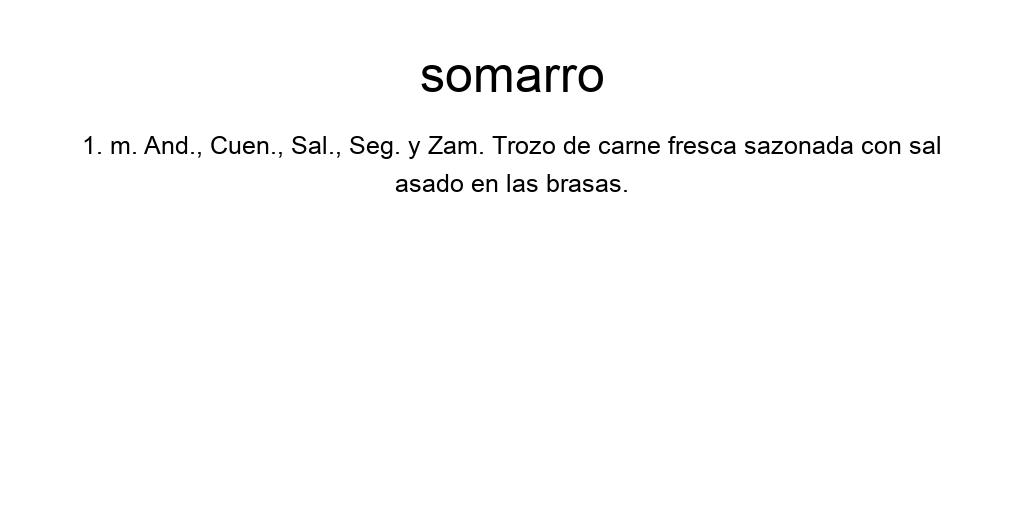 somarro
1. m. And., Cuen., Sal., Seg. y Zam. Trozo de carne fresca sazonada con sal
asado en las brasas.